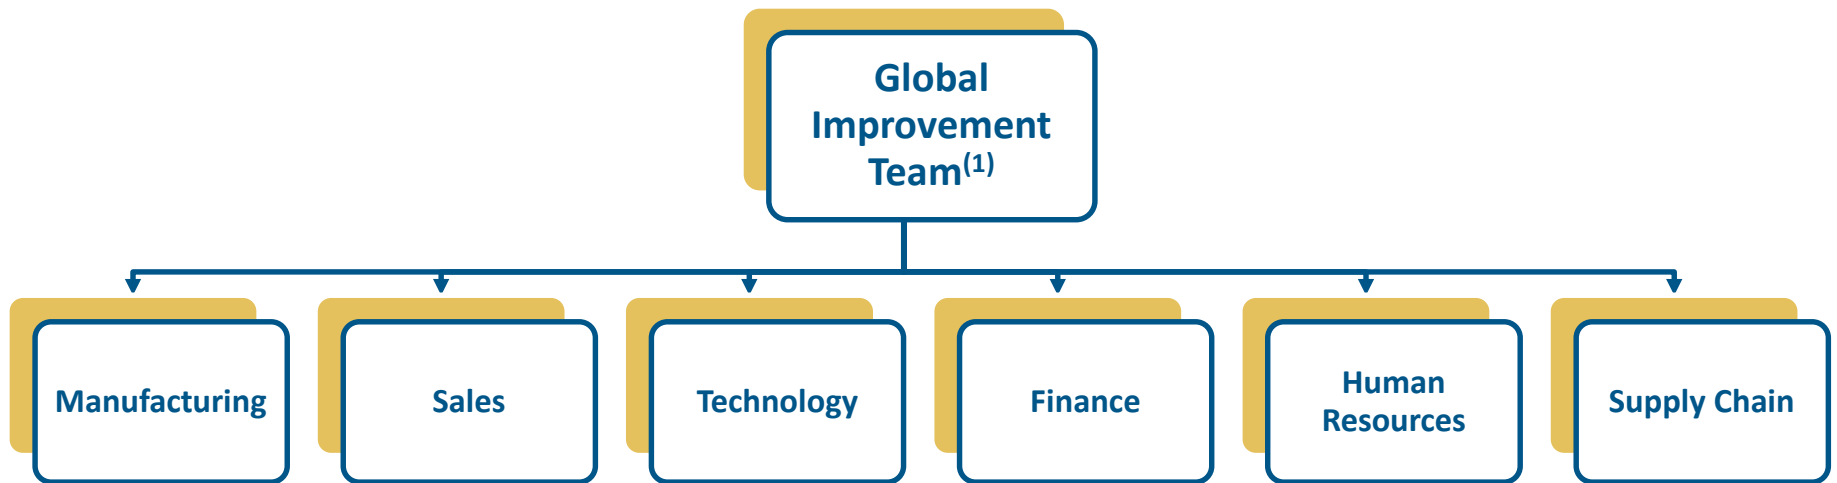 Global
Improvement
Team(1)
Manufacturing
Sales
Technology
Finance
Human
Resources
Supply Chain